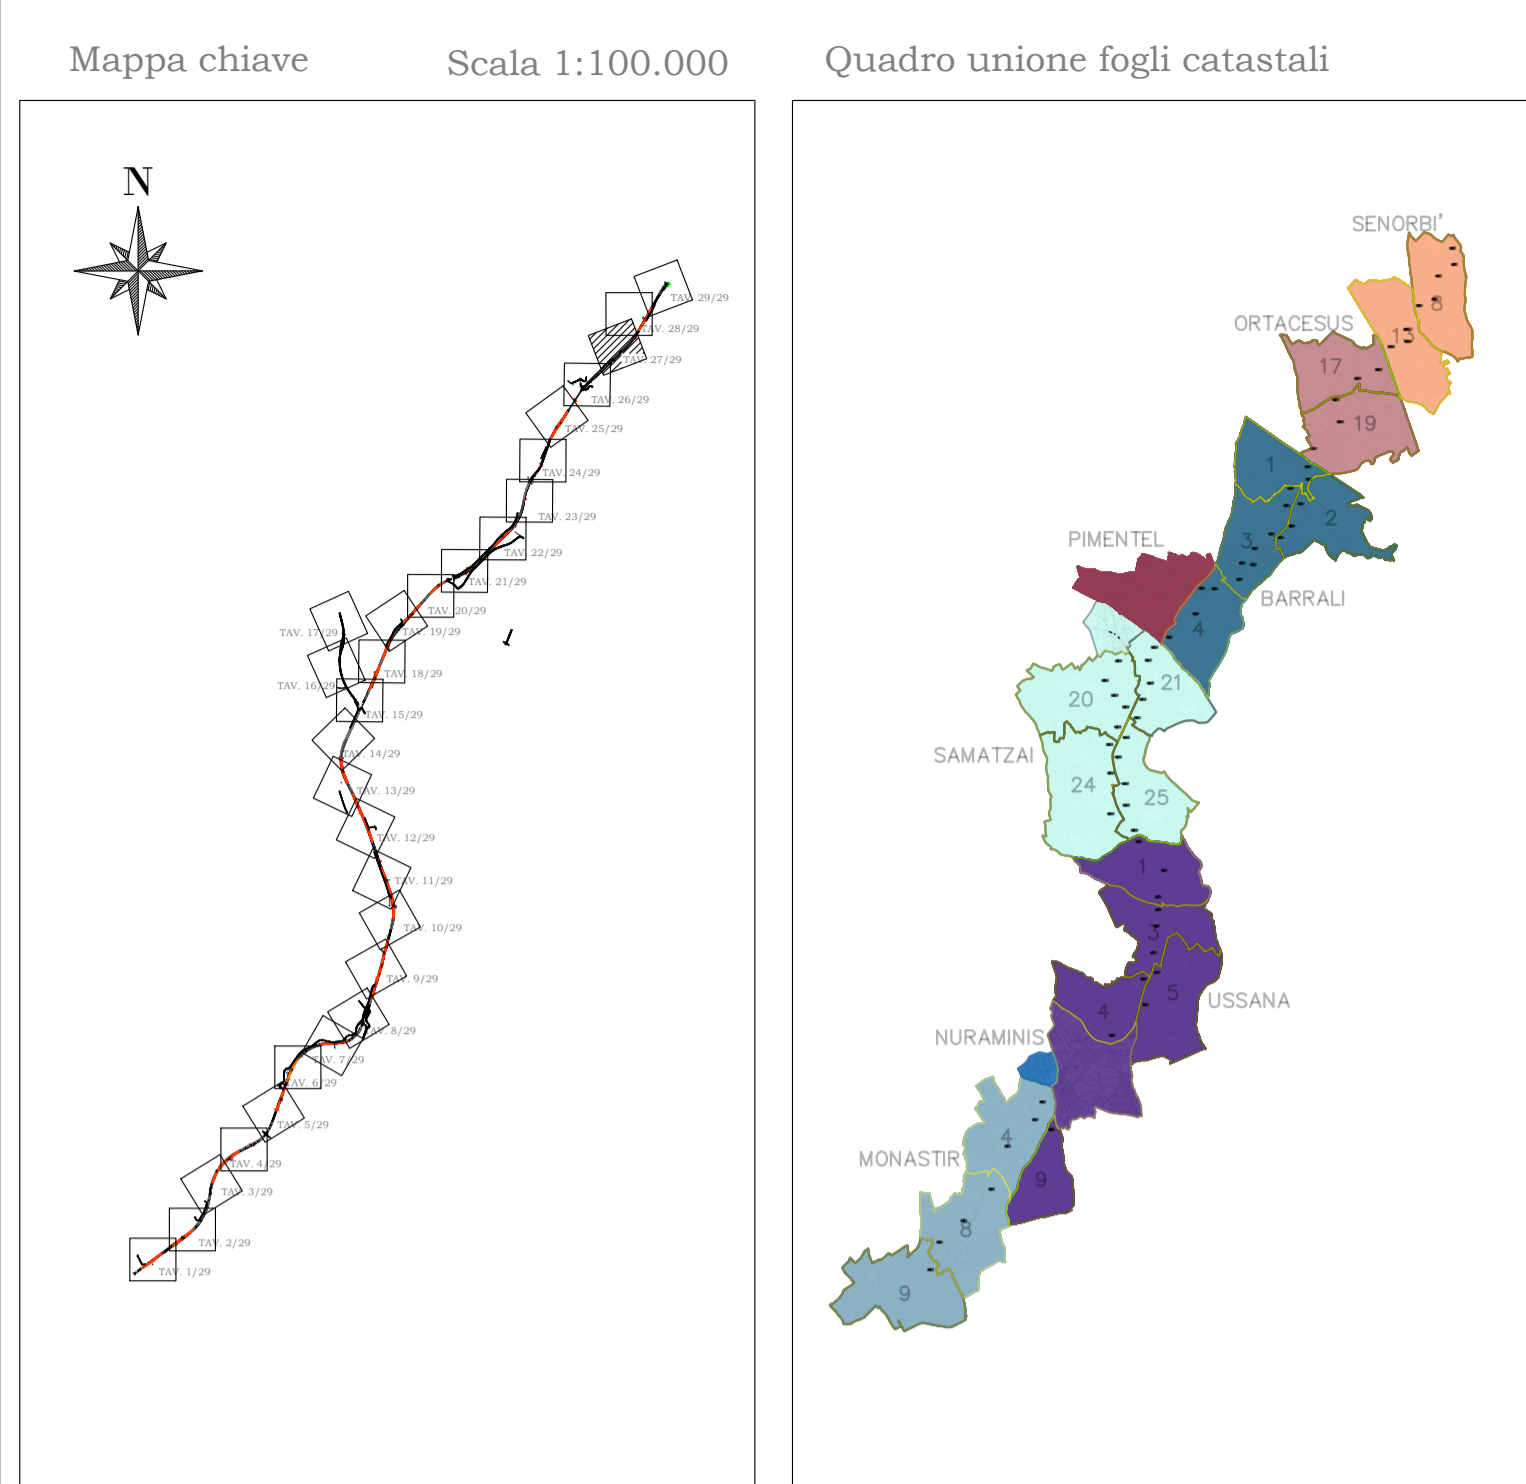 Mappa chiave
Scala 1:100.000
Quadro unione fogli catastali
N
TAV. 29/29
TAV. 28/29
TAV. 27/29
TAV. 26/29
TAV. 25/29
TAV. 24/29
TAV. 23/29
TAV. 22/29
TAV. 21/29
TAV. 20/29
TAV. 19/29
TAV. 18/29
TAV. 17/29
TAV. 16/29
TAV. 15/29
TAV. 14/29
TAV. 13/29
TAV. 12/29
TAV. 11/29
TAV. 10/29
TAV. 9/29
TAV. 8/29
TAV. 7/29
TAV. 6/29
TAV. 5/29
TAV. 4/29
TAV. 3/29
TAV. 2/29
TAV. 1/29
SENORBI'
8
13
ORTACESUS
17
19
1
2
3
PIMENTEL
BARRALI
4
21
20
SAMATZAI
24
25
1
3
5
USSANA
4
NURAMINIS
4
MONASTIR
9
8
9